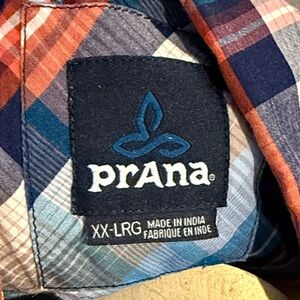 prAna®
XX-LRG MADE IN INDIA
FABRIQUE EN INDE